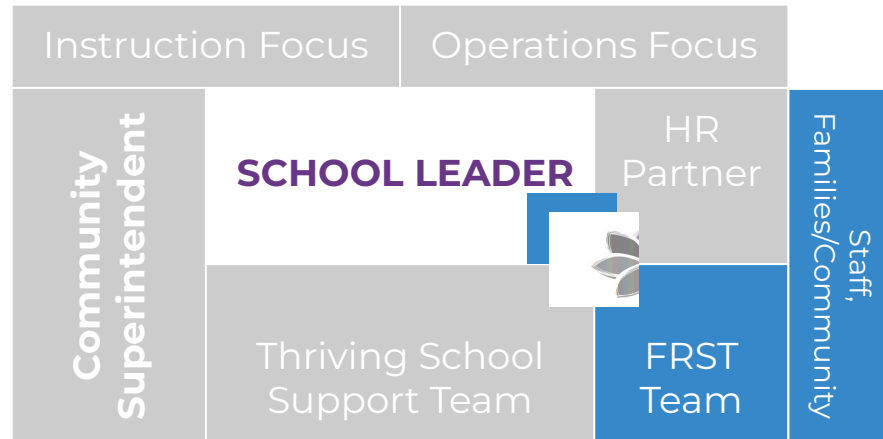 Instruction Focus
Operations Focus
Community
Superintendent
SCHOOL LEADER
HR
Partner
Staff,
Families/Community
Thriving School
Support Team
FRST
Team